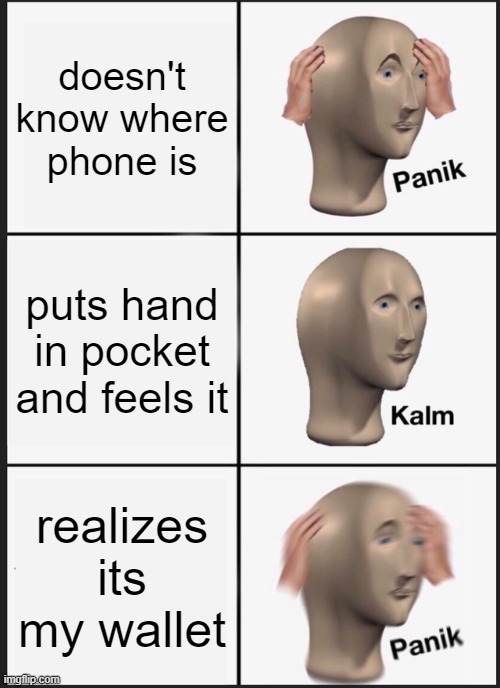 doesn't
know where
phone is
Panik
puts hand
in pocket
and feels it
Kalm
realizes
its
my wallet
Panik
imgflip.com